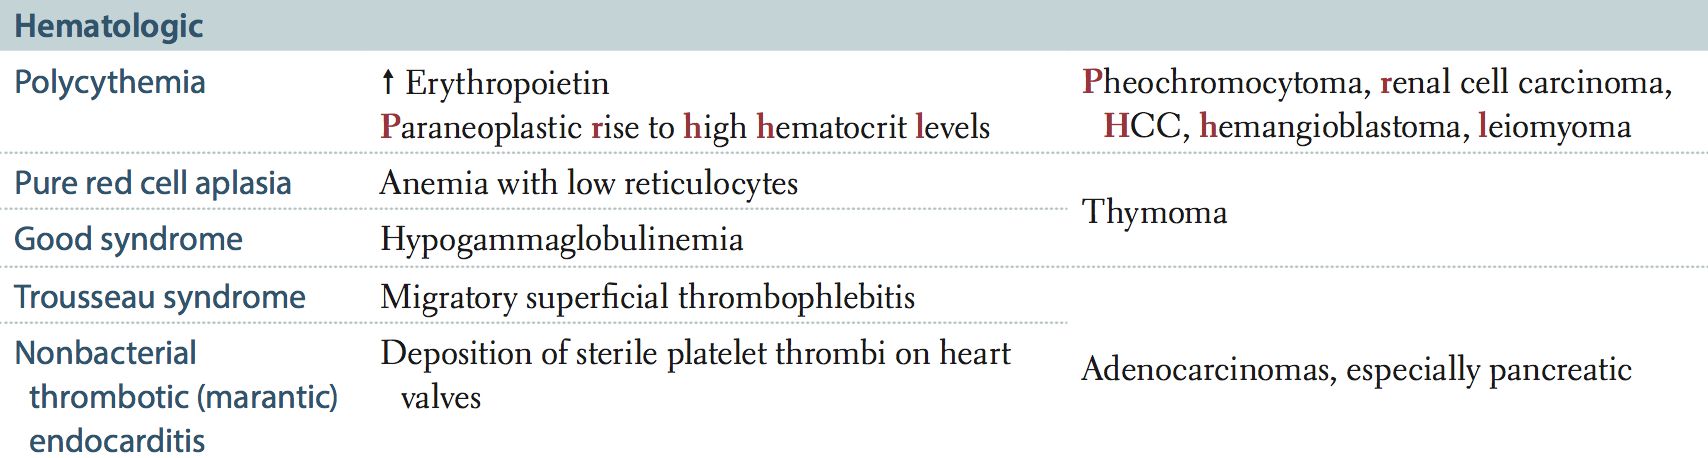 Hematologic
Polycythemia
↑ Erythropoietin
Paraneoplastic rise to high hematocrit levels
Pheochromocytoma, renal cell carcinoma,
HCC, hemangioblastoma, leiomyoma
Pure red cell aplasia
Anemia with low reticulocytes
Thymoma
Good syndrome
Hypogammaglobulinemia
Trousseau syndrome
Migratory superficial thrombophlebitis
Adenocarcinomas, especially pancreatic
Nonbacterial
thrombotic (marantic)
endocarditis
Deposition of sterile platelet thrombi on heart
valves